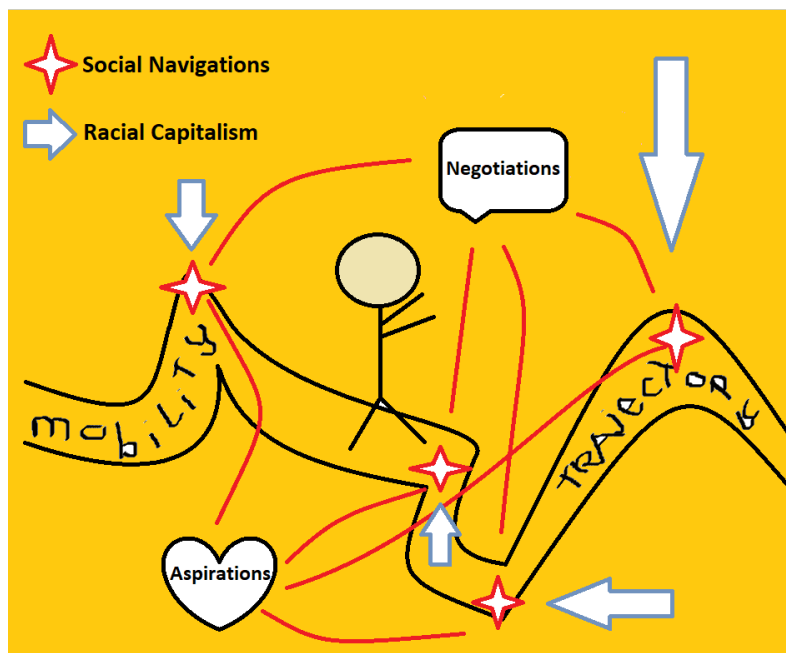 Social Navigations
Racial Capitalism
Negotiations
mobiliTy
TRAjECTORy
Aspirations